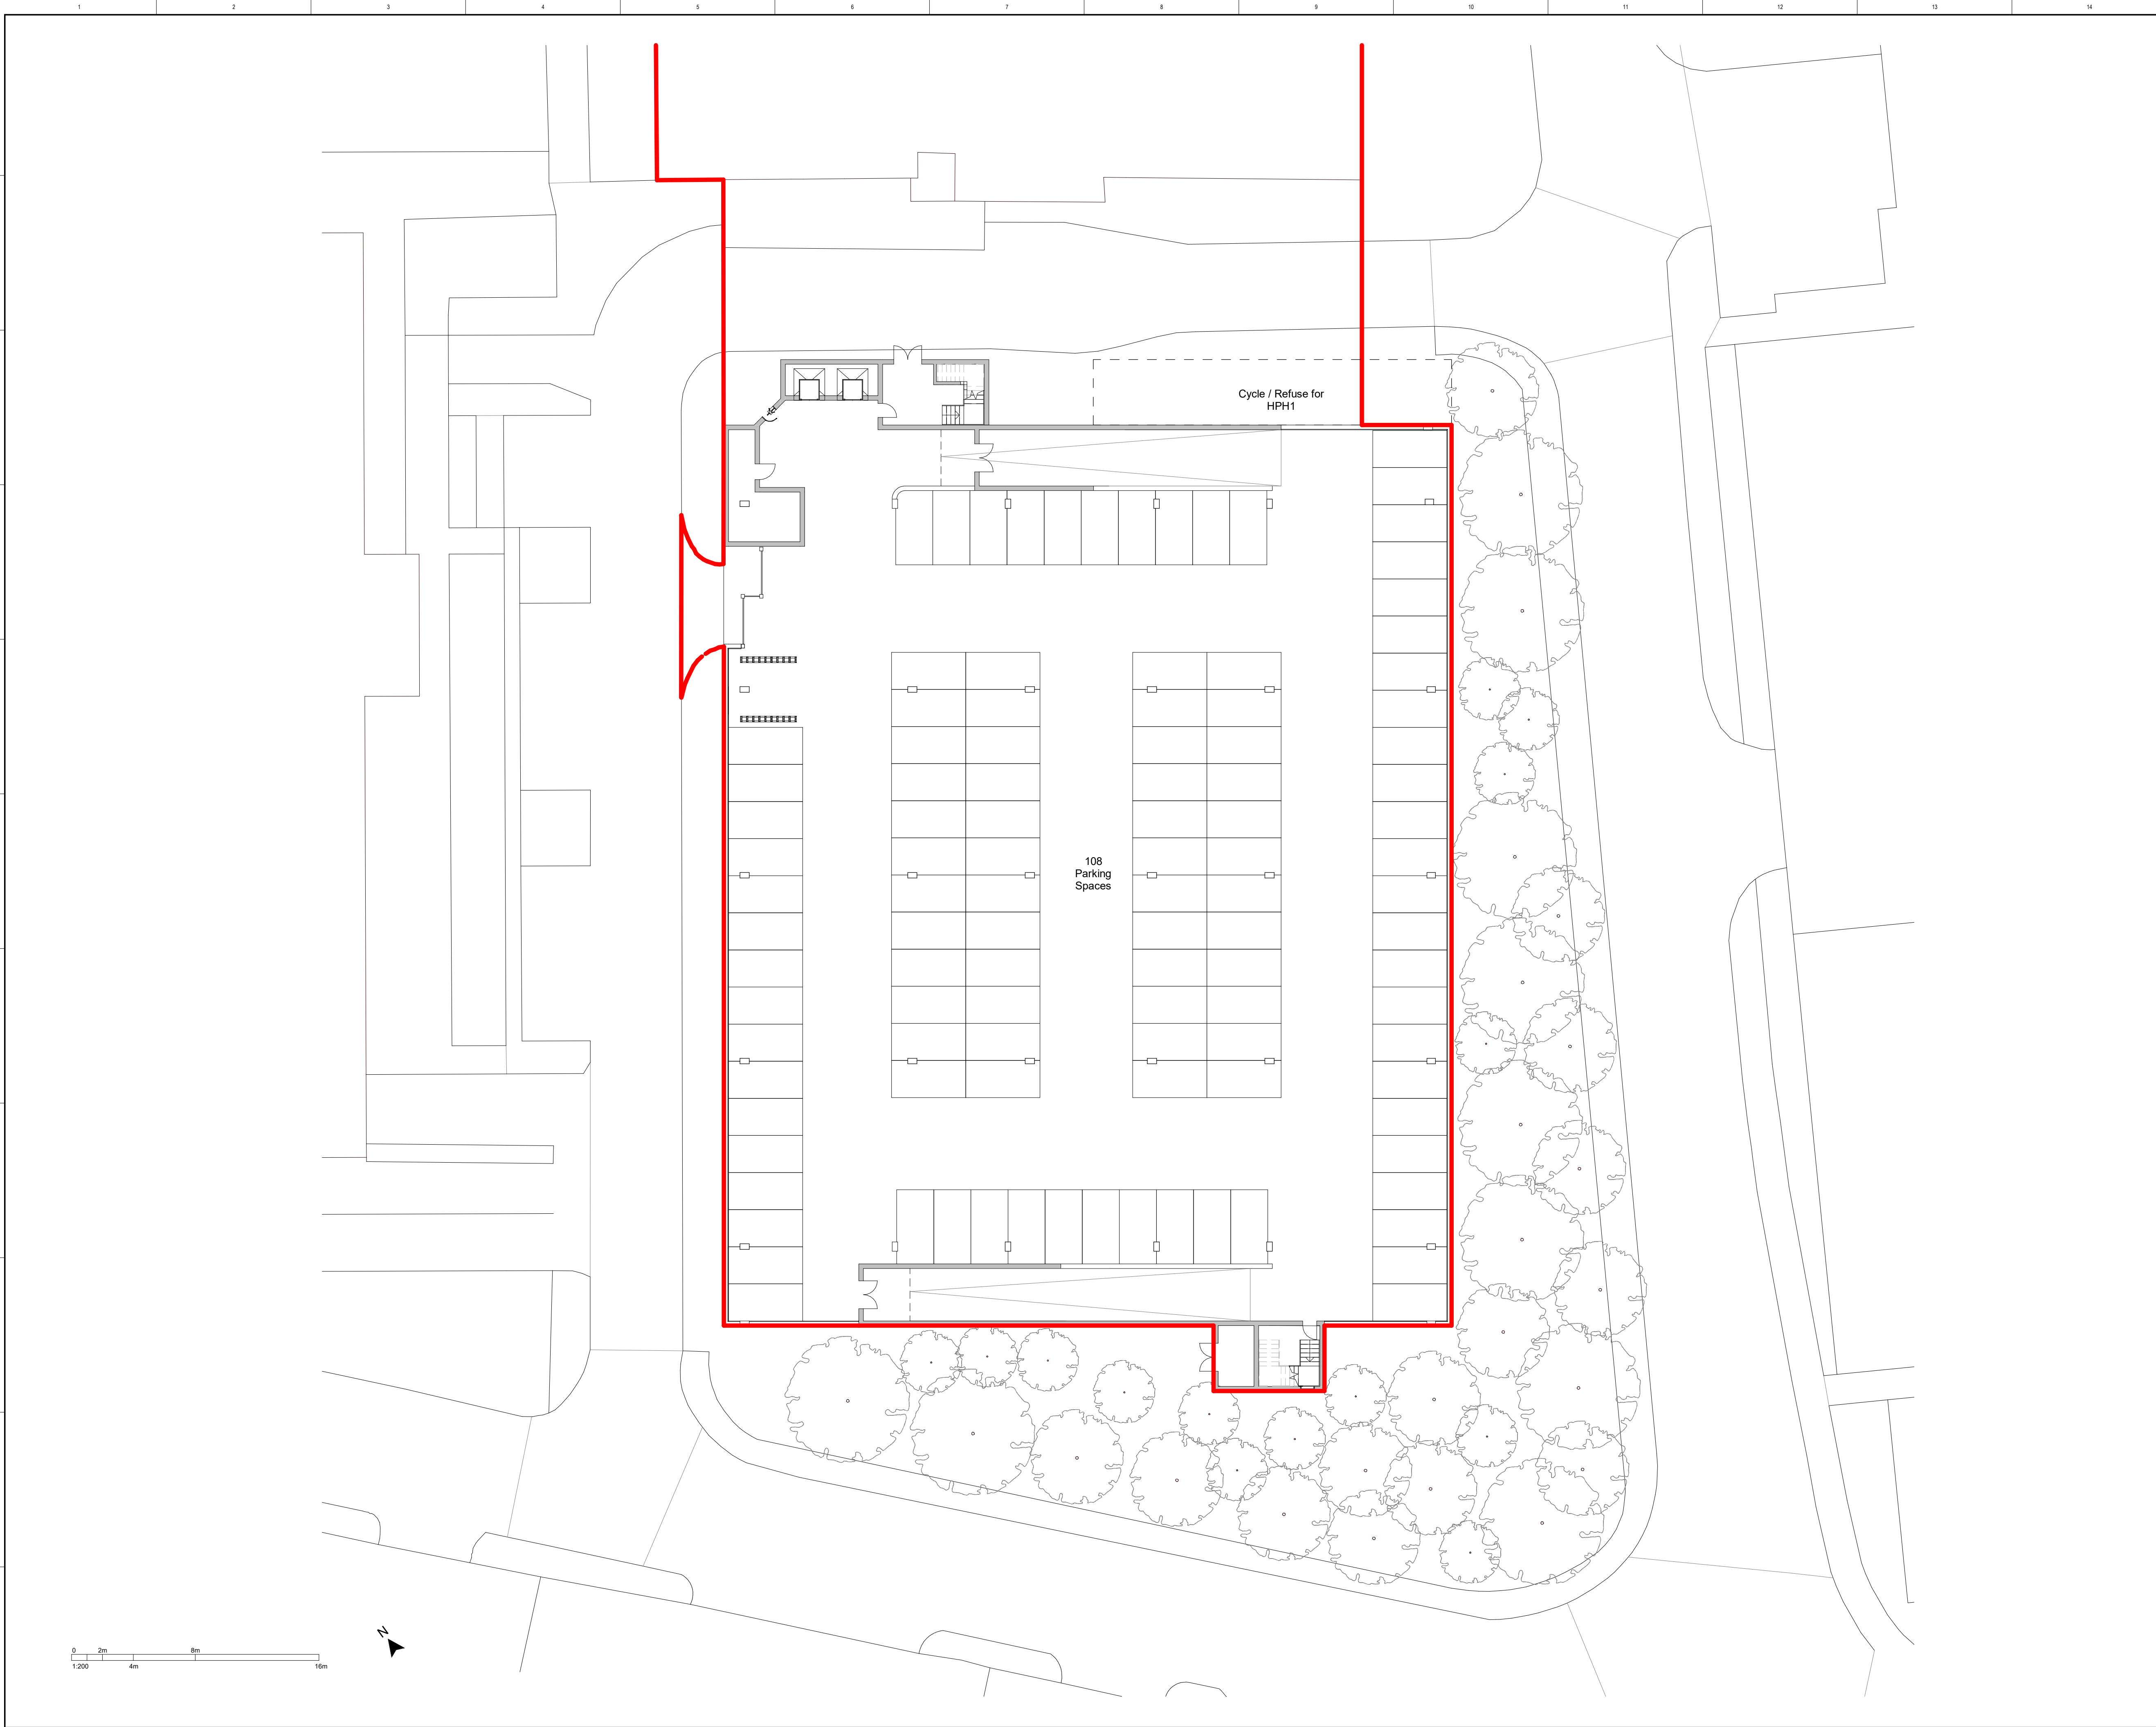 1 2 3 4 5 6 7 8 9 10 11 12 13 14
Cycle / Refuse for
HPH1
108
Parking
Spaces
N
0 2m 8m
1:200 4m 16m